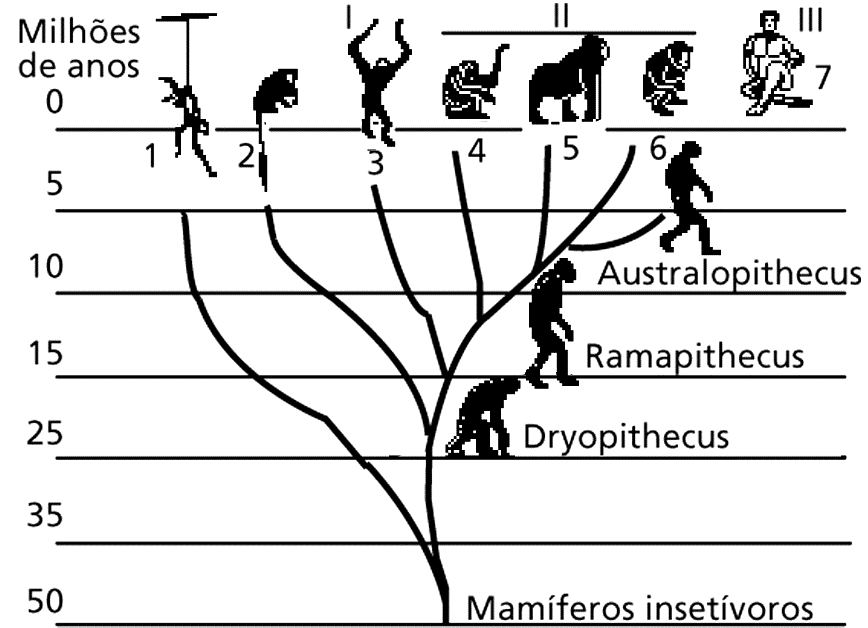 Milhões
de anos
I
II
III
0
7
1
2
3
4
5
6
5
10
Australopithecus
15
Ramapithecus
25
Dryopithecus
35
50
Mamíferos insetívoros